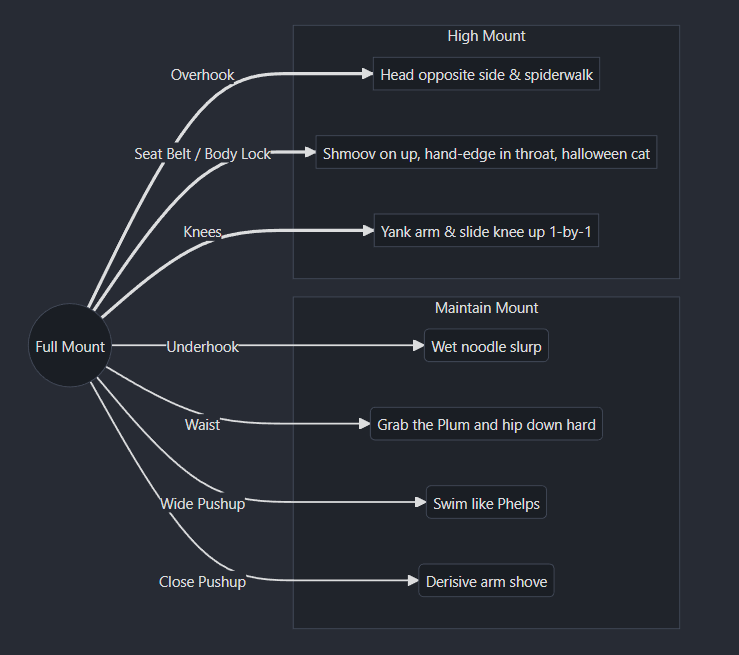 High Mount
Overhook
Head opposite side & spiderwalk
Seat Belt / Body Lock
Shmoov on up, hand-edge in throat, halloween cat
Knees
Yank arm & slide knee up 1-by-1
Maintain Mount
Full Mount
Underhook
Wet noodle slurp
Waist
Grab the Plum and hip down hard
Wide Pushup
Swim like Phelps
Close Pushup
Derisive arm shove